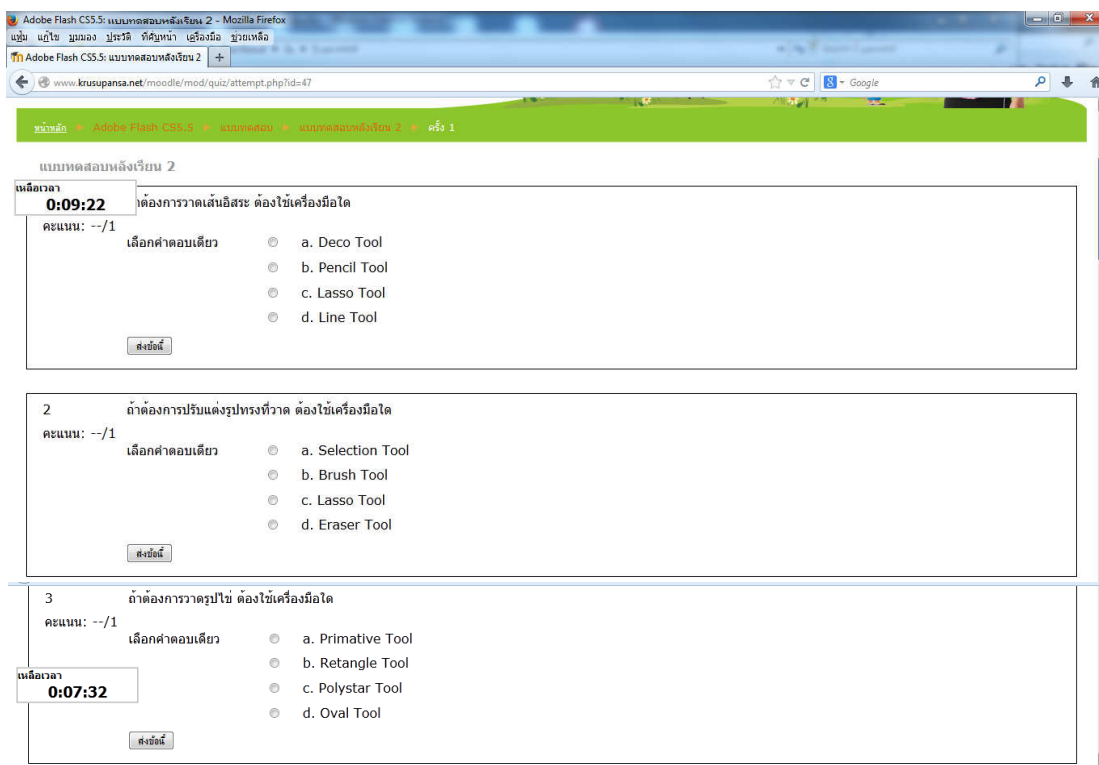 Adobe Flash CS5.5: แบบทดสอบหลังเรียน 2 - Mozilla Firefox
แฟ้ม แก้ไข มุมมอง ประวัติ ที่คั่นหน้า เครื่องมือ ช่วยเหลือ
Adobe Flash CS5.5: แบบทดสอบหลังเรียน 2 +
www.krusupansa.net/moodle/mod/quiz/attempt.php?id=47
Google
หน้าหลัก Adobe Flash CS5.5 แบบทดสอบ แบบทดสอบหลังเรียน 2 ครั้ง 1
แบบทดสอบหลังเรียน 2
เหลือเวลา
0:09:22
าต้องการวาดเส้นอิสระ ต้องใช้เครื่องมือใด
คะแนน: --/1
เลือกคำตอบเดียว
a. Deco Tool
b. Pencil Tool
c. Lasso Tool
d. Line Tool
ส่งข้อนี้
2 ถ้าต้องการปรับแต่งรูปทรงที่วาด ต้องใช้เครื่องมือใด
คะแนน: --/1
เลือกคำตอบเดียว
a. Selection Tool
b. Brush Tool
c. Lasso Tool
d. Eraser Tool
ส่งข้อนี้
3 ถ้าต้องการวาดรูปไข่ ต้องใช้เครื่องมือใด
คะแนน: --/1
เลือกคำตอบเดียว
a. Primative Tool
b. Retangle Tool
c. Polystar Tool
d. Oval Tool
เหลือเวลา
0:07:32
ส่งข้อนี้